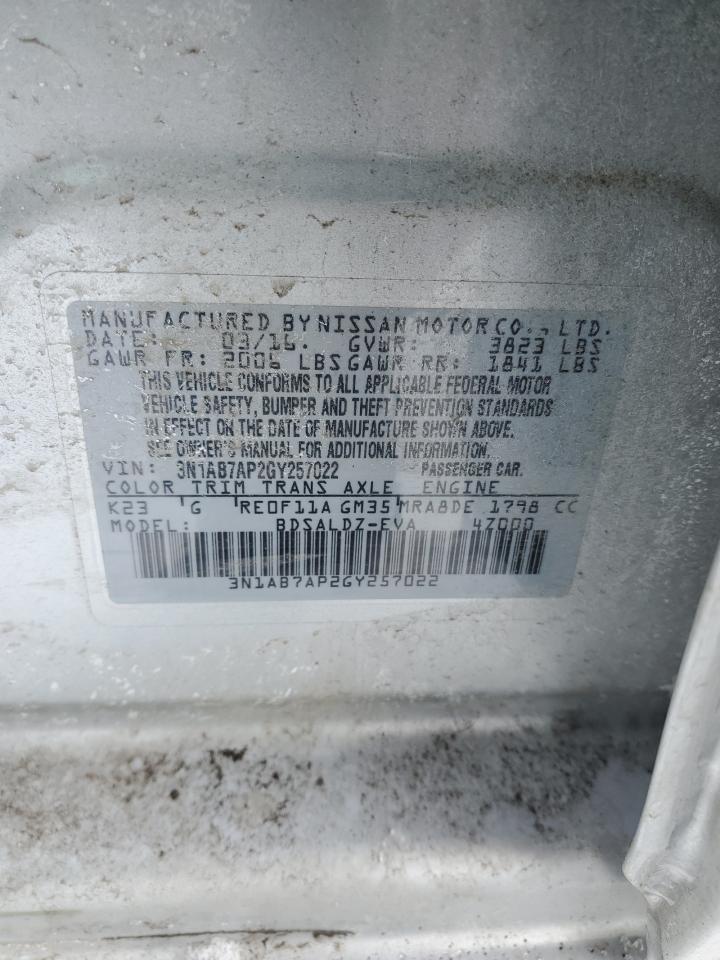 MANUFACTURED BY NISSAN MOTOR CO., LTD.
DATE: 03/16. GVWR: 3823 LBS
GAWR FR: 2006 LBS GAWR RR: 1841 LBS
THIS VEHICLE CONFORMS TO ALL APPLICABLE FEDERAL MOTOR
VEHICLE SAFETY, BUMPER AND THEFT PREVENTION STANDARDS
IN EFFECT ON THE DATE OF MANUFACTURE SHOWN ABOVE.
SEE OWNER'S MANUAL FOR ADDITIONAL INFORMATION.
VIN: 3N1AB7AP2GY257022 PASSENGER CAR.
COLOR TRIM TRANS AXLE ENGINE
K23 G RE0F11A GM35 MRA8DE 1798 CC
MODEL: BDSALDZ-EVA 4Z000
3N1AB7AP2GY257022